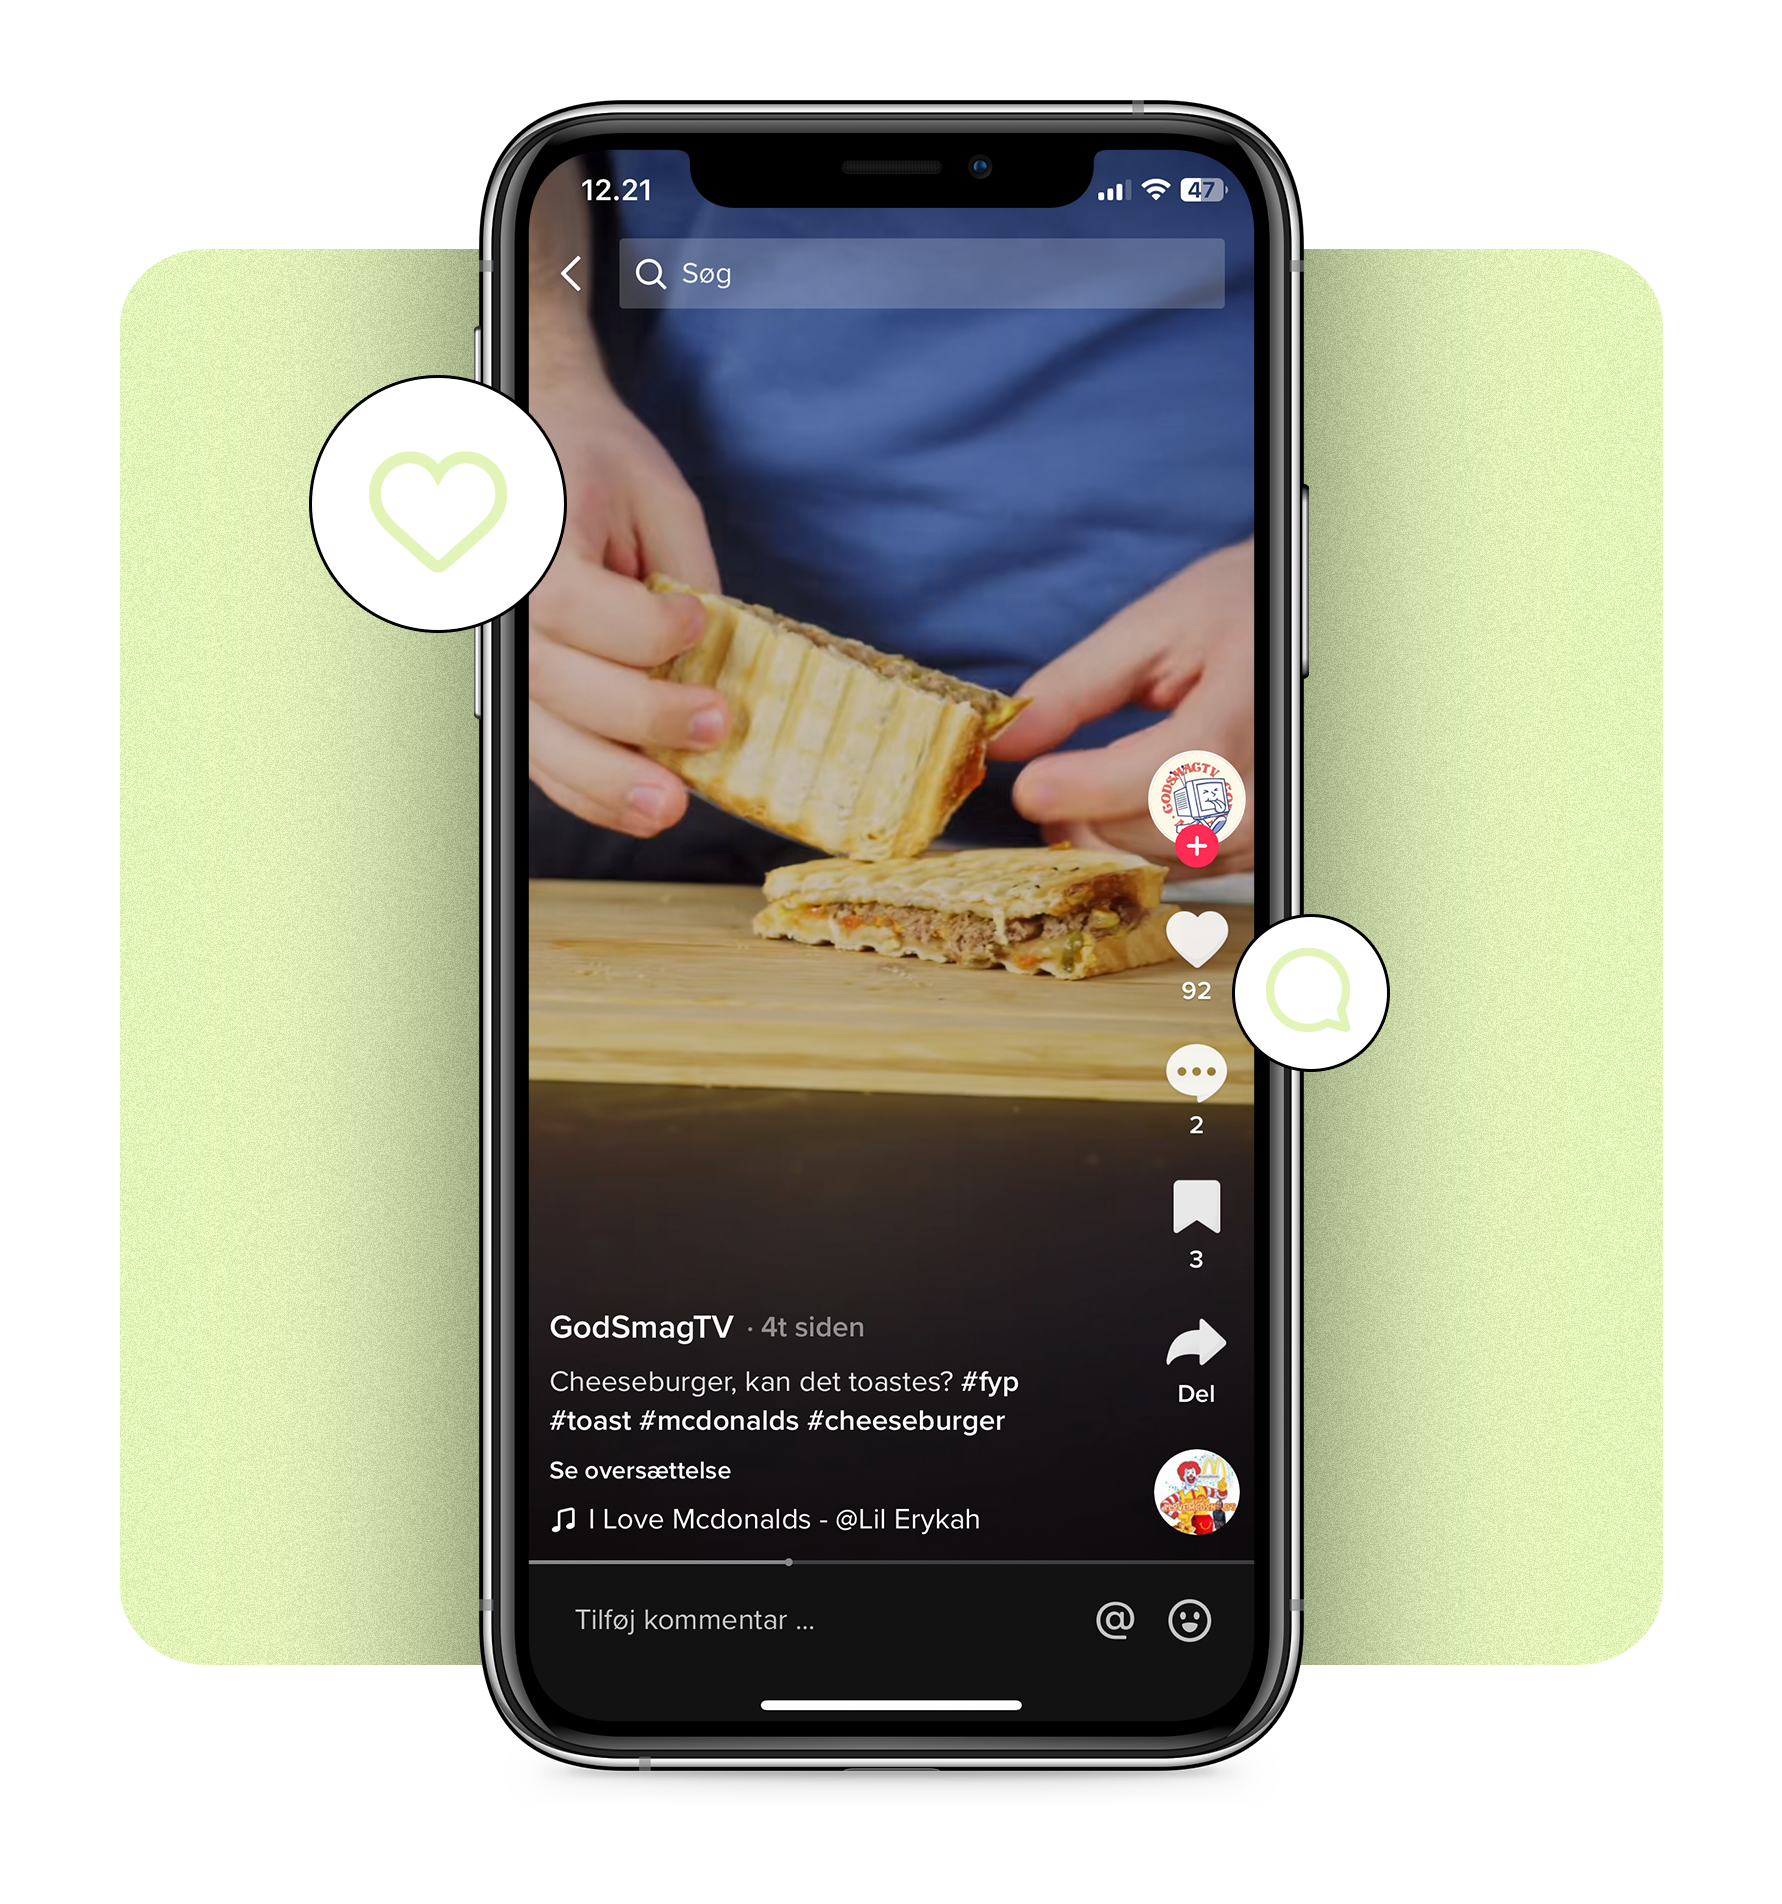 12.21
47
Søg
GODSMAGTV
92
2
3
GodSmagTV · 4t siden
Del
Cheeseburger, kan det toastes? #fyp
#toast #mcdonalds #cheeseburger
Se oversættelse
I Love Mcdonalds - @Lil Erykah
Tilføj kommentar ...